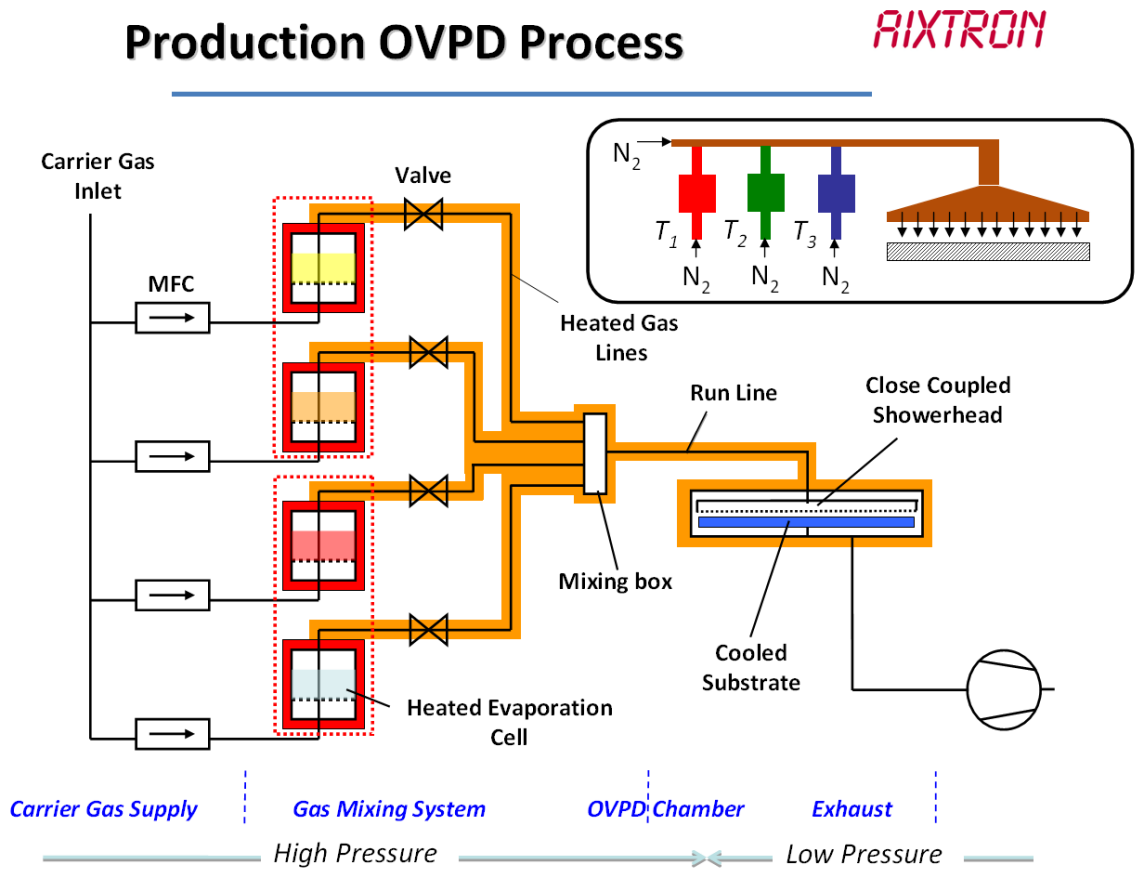 Production OVPD Process
AIXTRON
Carrier Gas
Inlet
Valve
MFC
N2
T1
T2
T3
N2
N2
N2
Heated Gas
Lines
Run Line
Close Coupled
Showerhead
Mixing box
Cooled
Substrate
Heated Evaporation
Cell
Carrier Gas Supply
Gas Mixing System
OVPD Chamber
Exhaust
High Pressure
Low Pressure